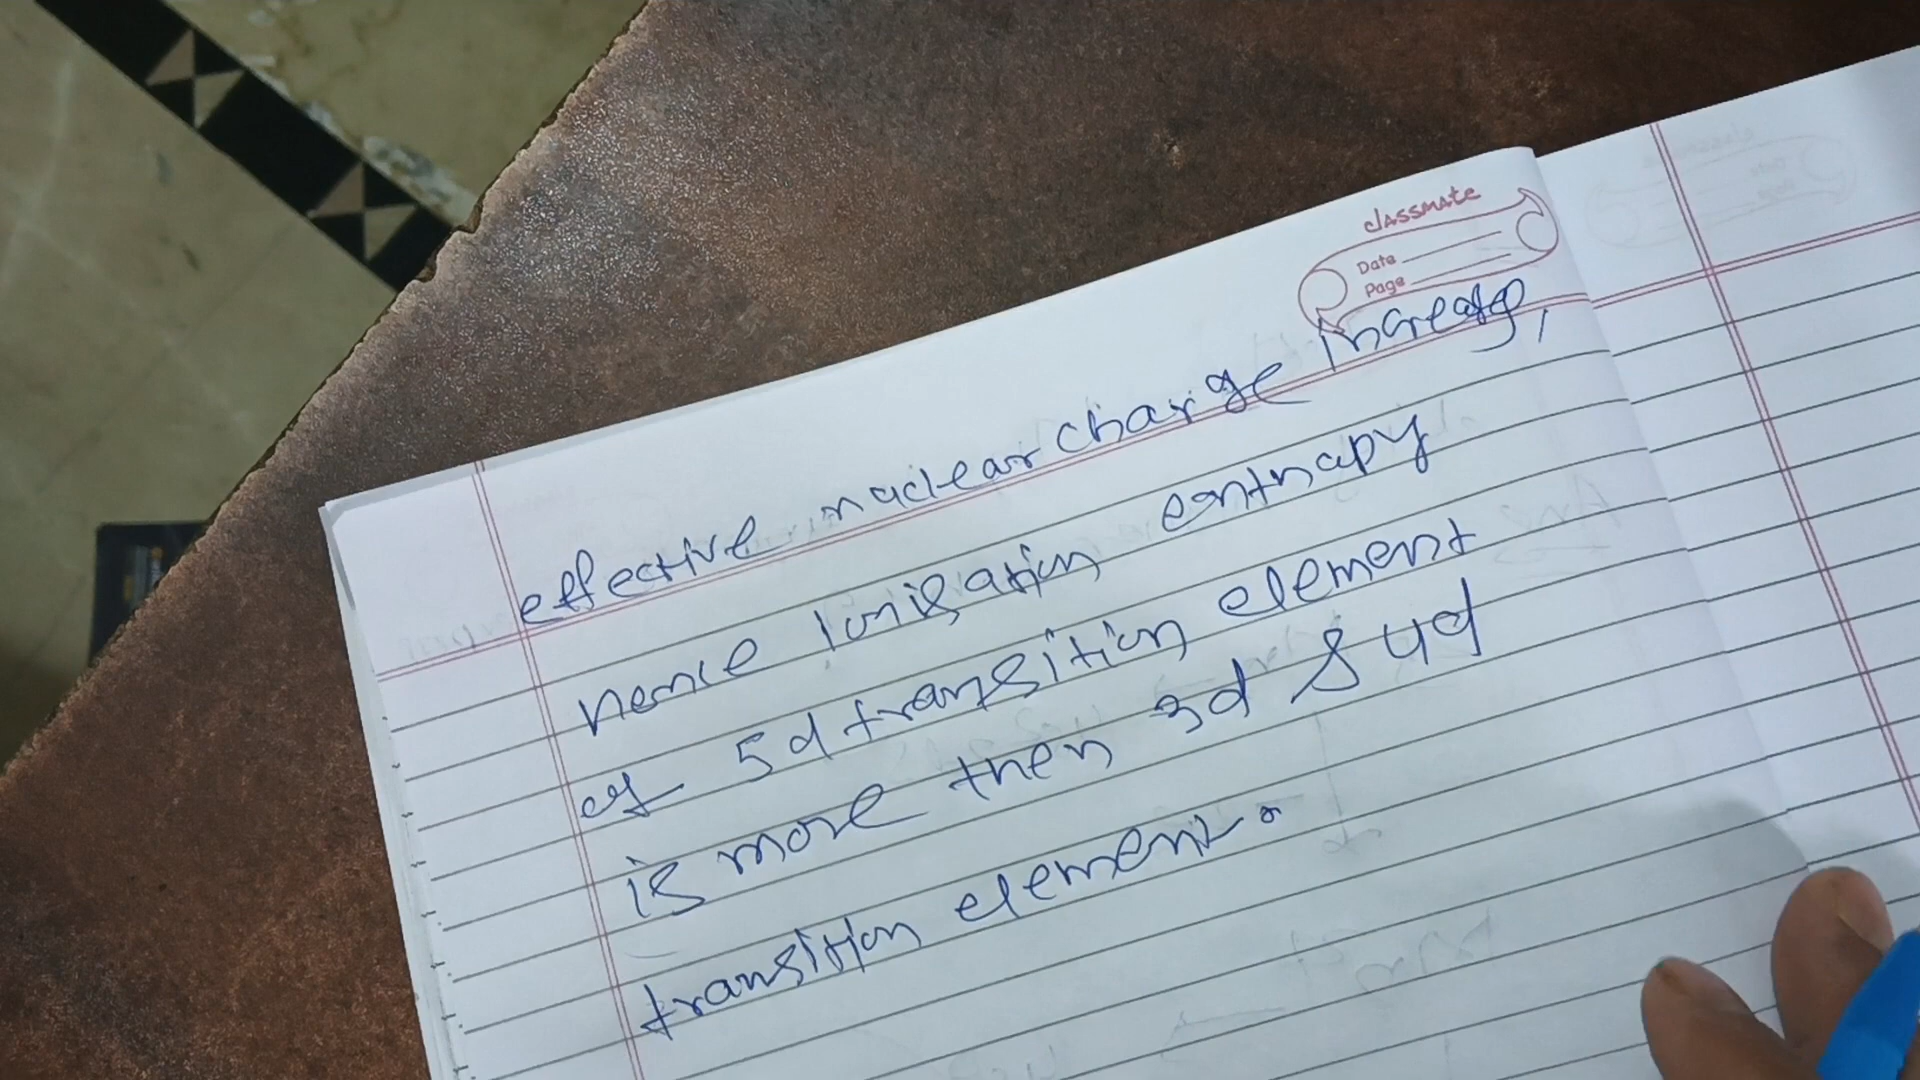 classmate
Date
Page
effective nuclear charge increase,
hence Ionisation enthapy
of 5d transition element
is more then 3d & 4d
transition element.